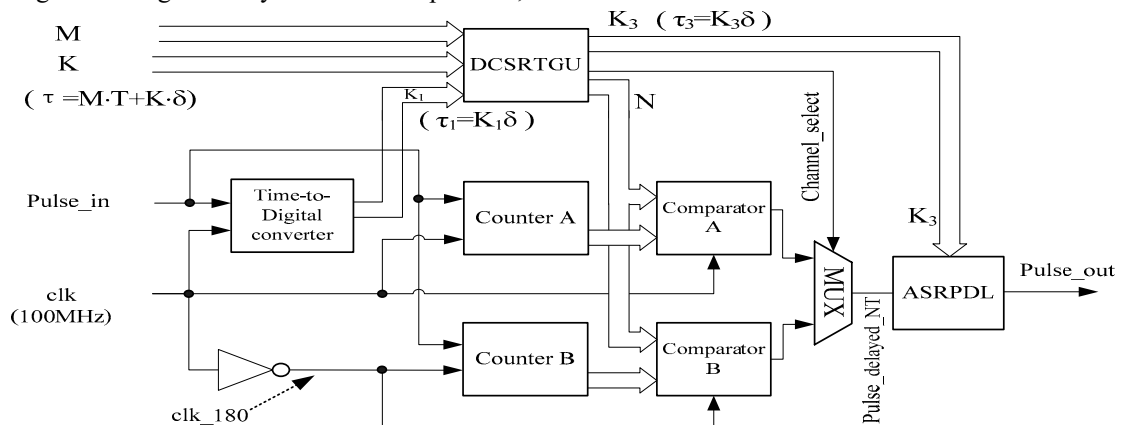 M
K
( τ =M·T+K·δ)
K₁
( τ₁=K₁δ )
DCSRTGU
K₃ ( τ₃=K₃δ )
N
Channel_select
Pulse_in
Time-to-
Digital
converter
Counter A
Comparator
A
MUX
K₃
ASRPDL
Pulse_out
clk
(100MHz)
Counter B
Comparator
B
Pulse_delayed_NT
clk_180